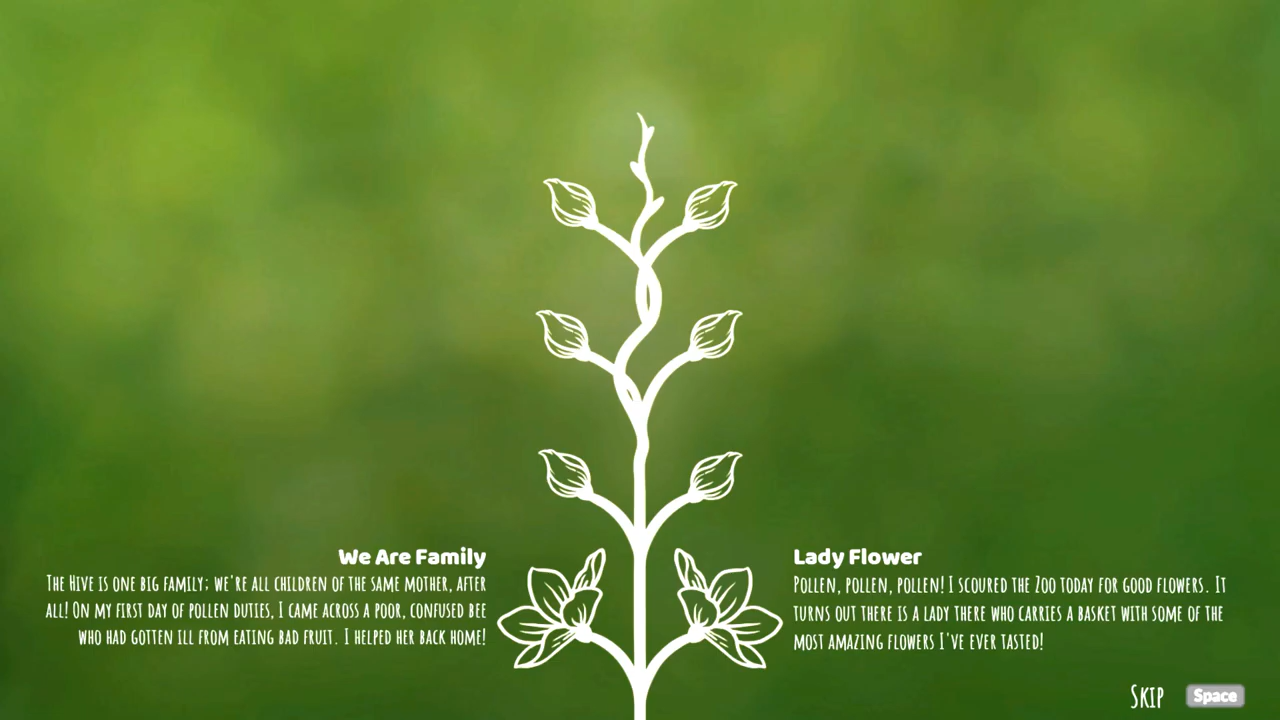 We Are Family
The Hive is one big family; we're all children of the same mother, after
all! On my first day of pollen duties, I came across a poor, confused bee
who had gotten ill from eating bad fruit. I helped her back home!
Lady Flower
Pollen, pollen, pollen! I scoured the Zoo today for good flowers. It
turns out there is a lady there who carries a basket with some of the
most amazing flowers I've ever tasted!
Skip Space